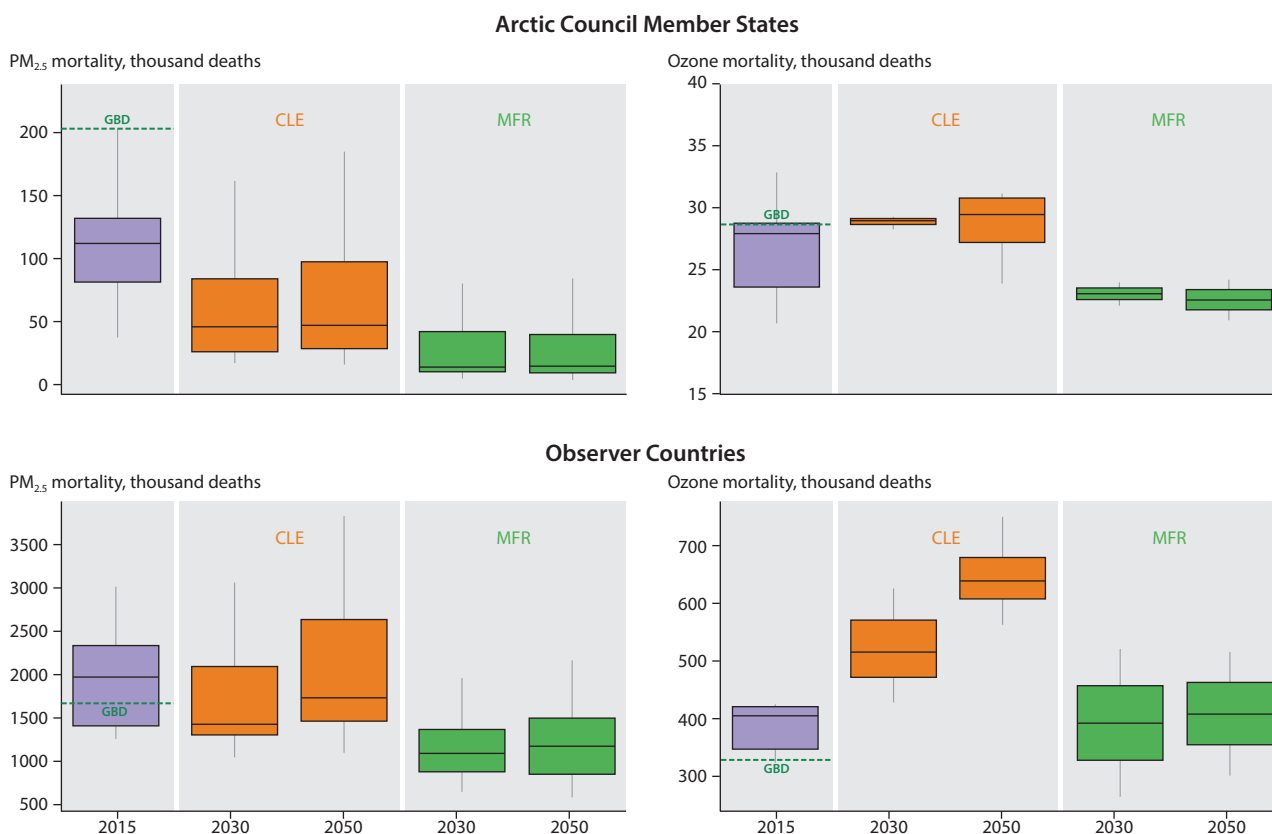 Arctic Council Member States
PM2.5 mortality, thousand deaths
GBD
CLE
MFR
200
150
100
50
0
Ozone mortality, thousand deaths
40
GBD
CLE
MFR
35
30
25
20
15
Observer Countries
PM2.5 mortality, thousand deaths
CLE
MFR
3500
3000
2500
2000
1500
1000
500
GBD
2015
2030
2050
2030
2050
Ozone mortality, thousand deaths
CLE
MFR
700
600
500
400
300
GBD
2015
2030
2050
2030
2050